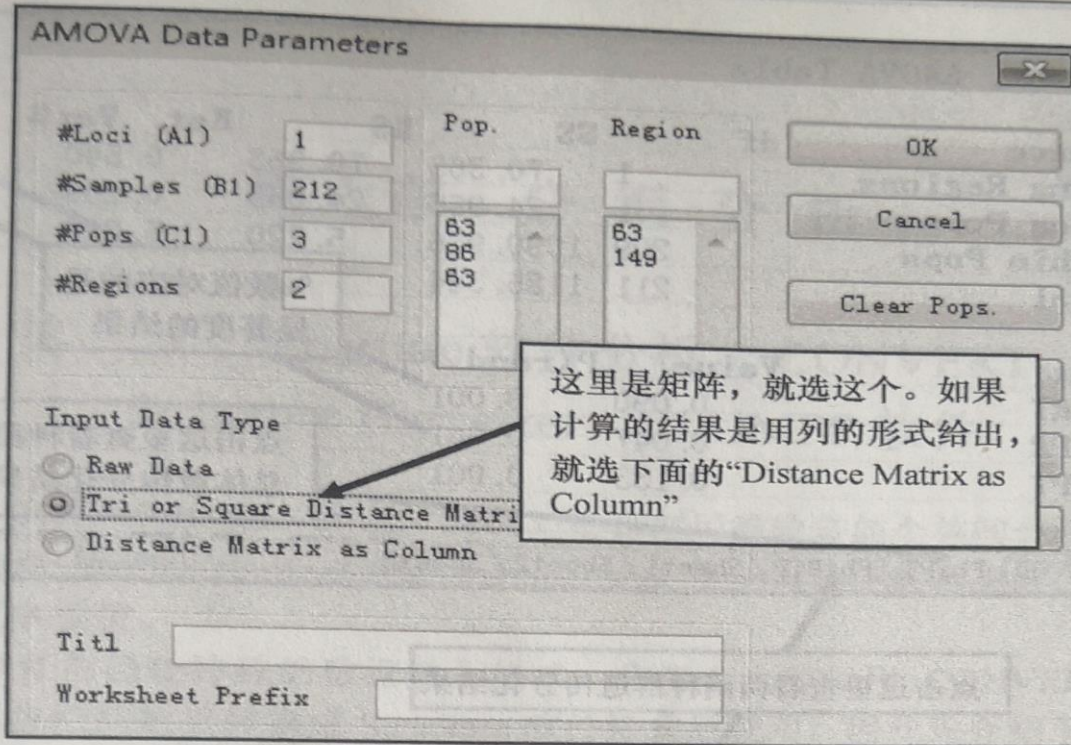 AMOVA Data Parameters
#Loci (A1) 1
#Samples (B1) 212
#Pops (C1) 3
#Regions 2
Pop.
63
86
63
Region
63
149
OK
Cancel
Clear Pops.
这里是矩阵，就选这个。如果
计算的结果是用列的形式给出，
就选下面的“Distance Matrix as
Column”
Input Data Type
Raw Data
Tri or Square Distance Matri
Distance Matrix as Column
Titl
Worksheet Prefix